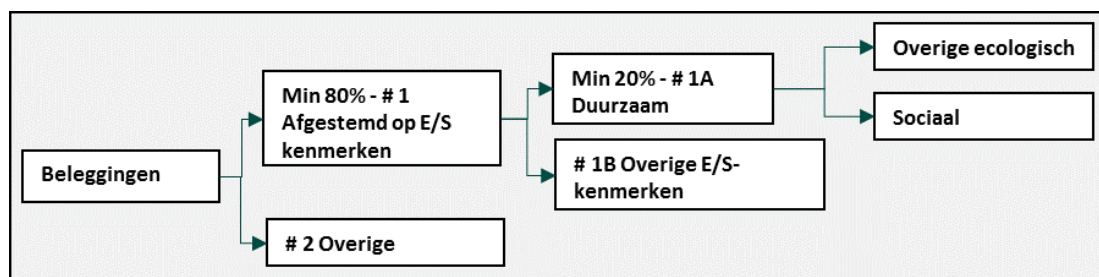 Beleggingen
Min 80% - # 1
Afgestemd op E/S
kenmerken
# 2 Overige
Min 20% - # 1A
Duurzaam
# 1B Overige E/S-
kenmerken
Overige ecologisch
Sociaal